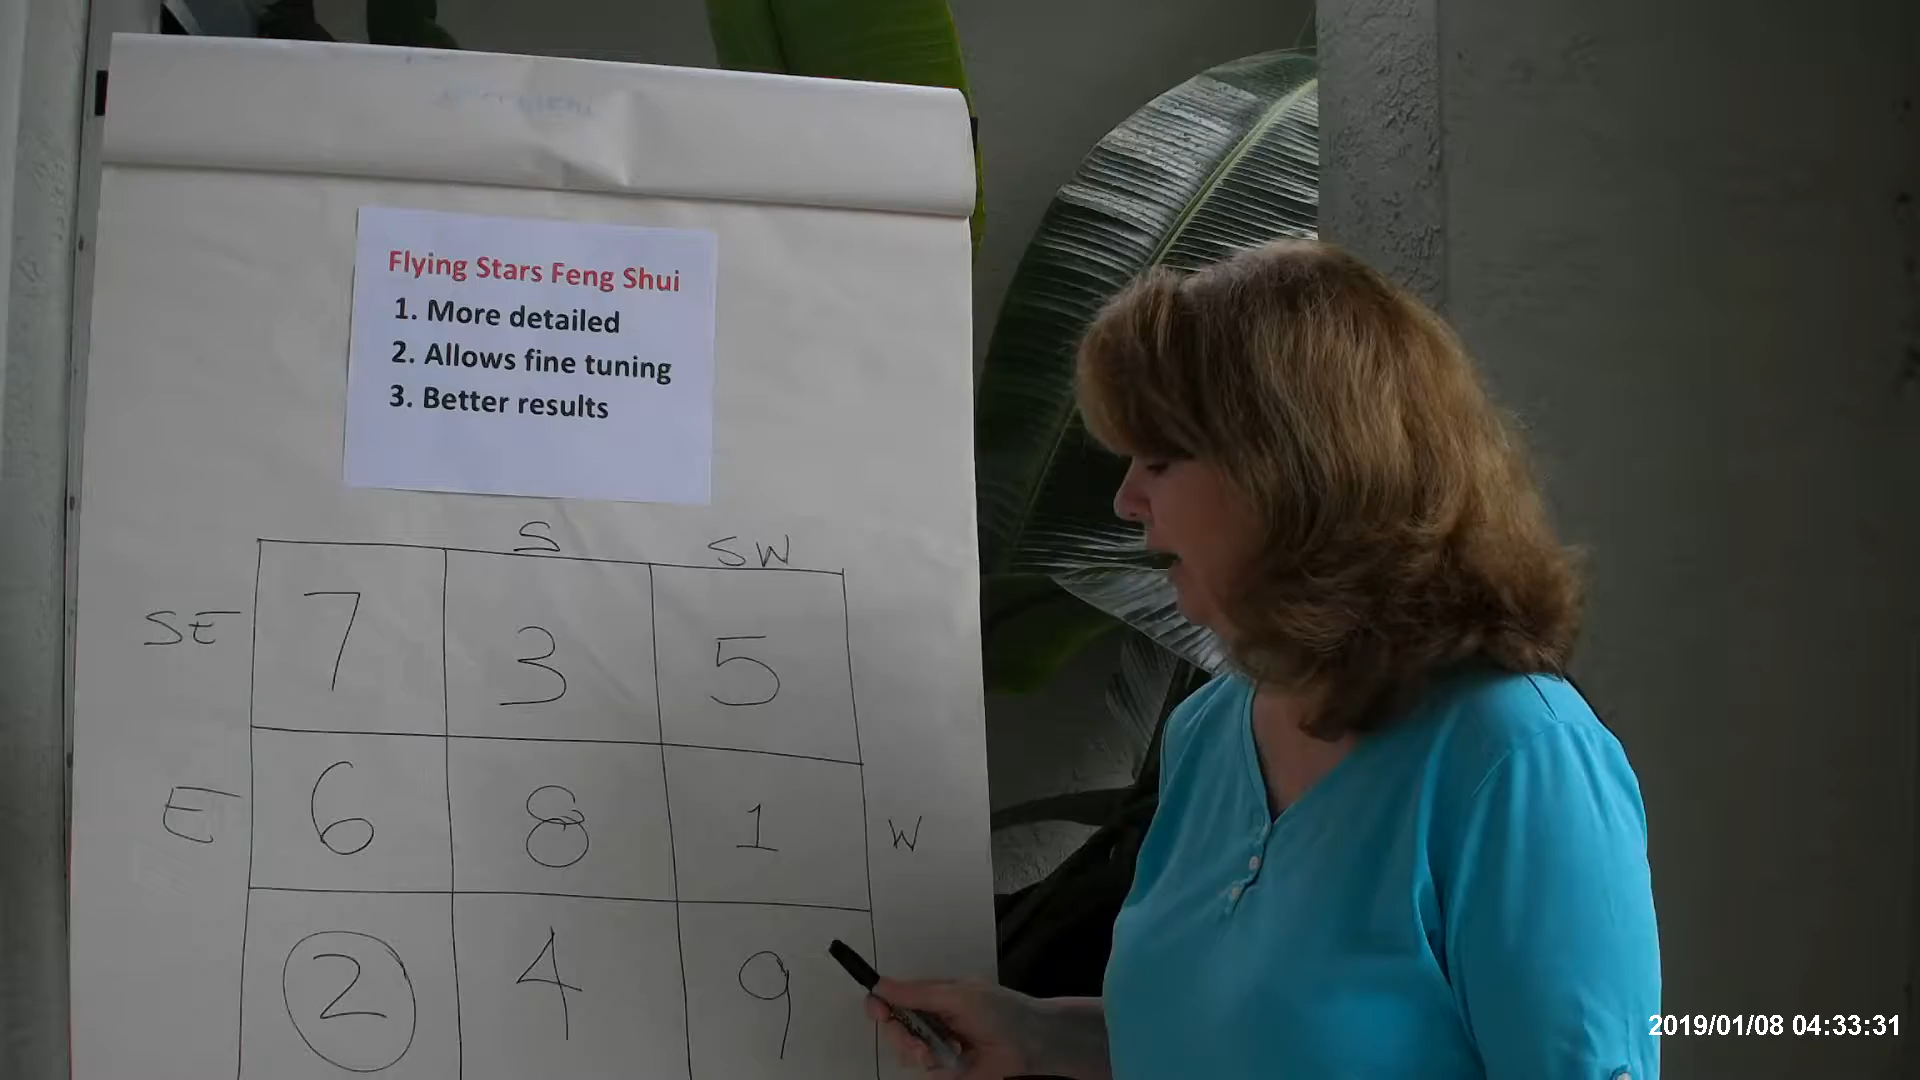 Flying Stars Feng Shui
1. More detailed
2. Allows fine tuning
3. Better results
S SW
SE 7 3 5
E 6 8 1 W
2 4 9
2019/01/08 04:33:31